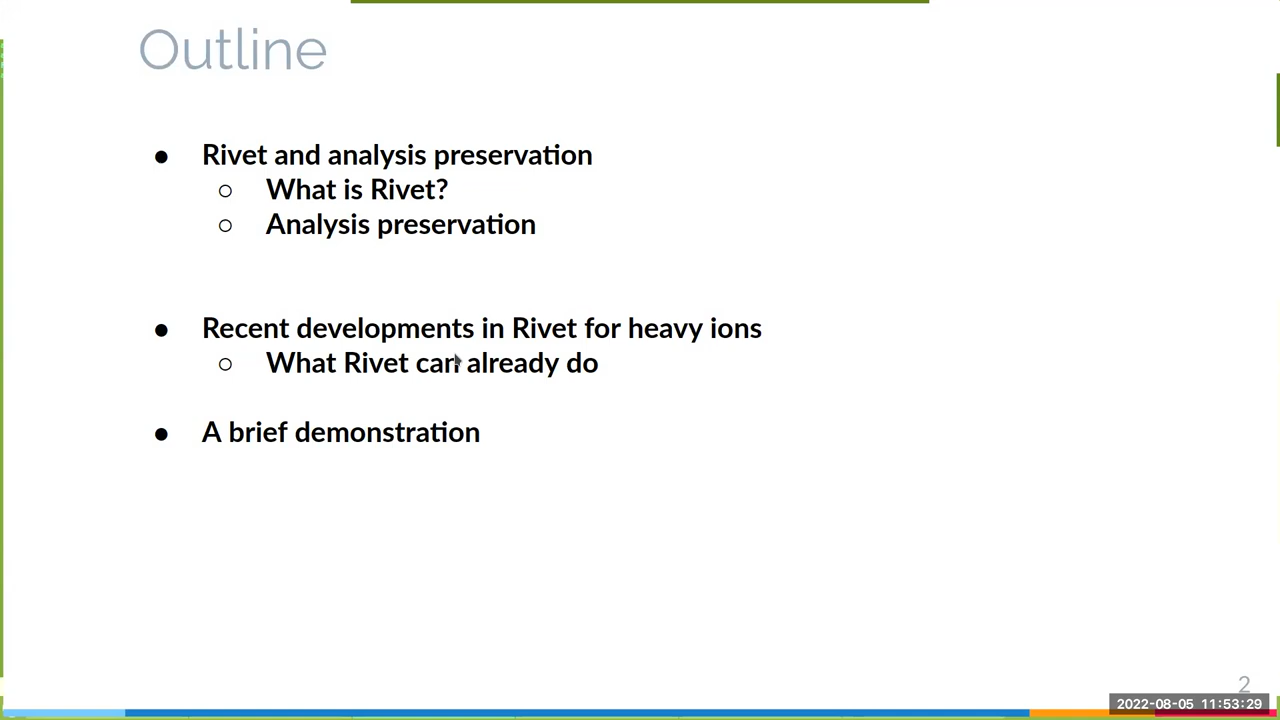 Outline
● Rivet and analysis preservation
○ What is Rivet?
○ Analysis preservation
● Recent developments in Rivet for heavy ions
○ What Rivet can already do
● A brief demonstration
2
2022-08-05 11:53:29